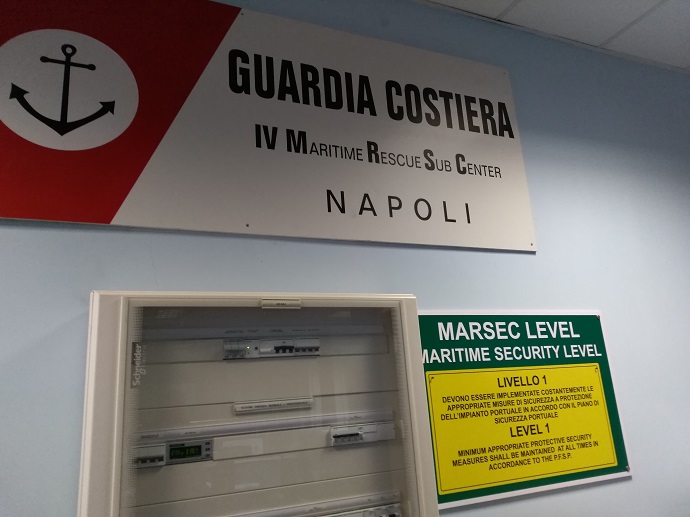 GUARDIA COSTIERA
IV MARITIME RESCUE SUB CENTER
NAPOLI
Schneider
MARSEC LEVEL
MARITIME SECURITY LEVEL
LIVELLO 1
DEVONO ESSERE IMPLEMENTATE COSTANTEMENTE LE
APPROPRIATE MISURE DI SICUREZZA A PROTEZIONE
DELL'IMPIANTO PORTUALE IN ACCORDO CON IL PIANO DI
SICUREZZA PORTUALE
LEVEL 1
MINIMUM APPROPRIATE PROTECTIVE SECURITY
MEASURES SHALL BE MAINTAINED AT ALL TIMES IN
ACCORDANCE TO THE P.F.S.P.